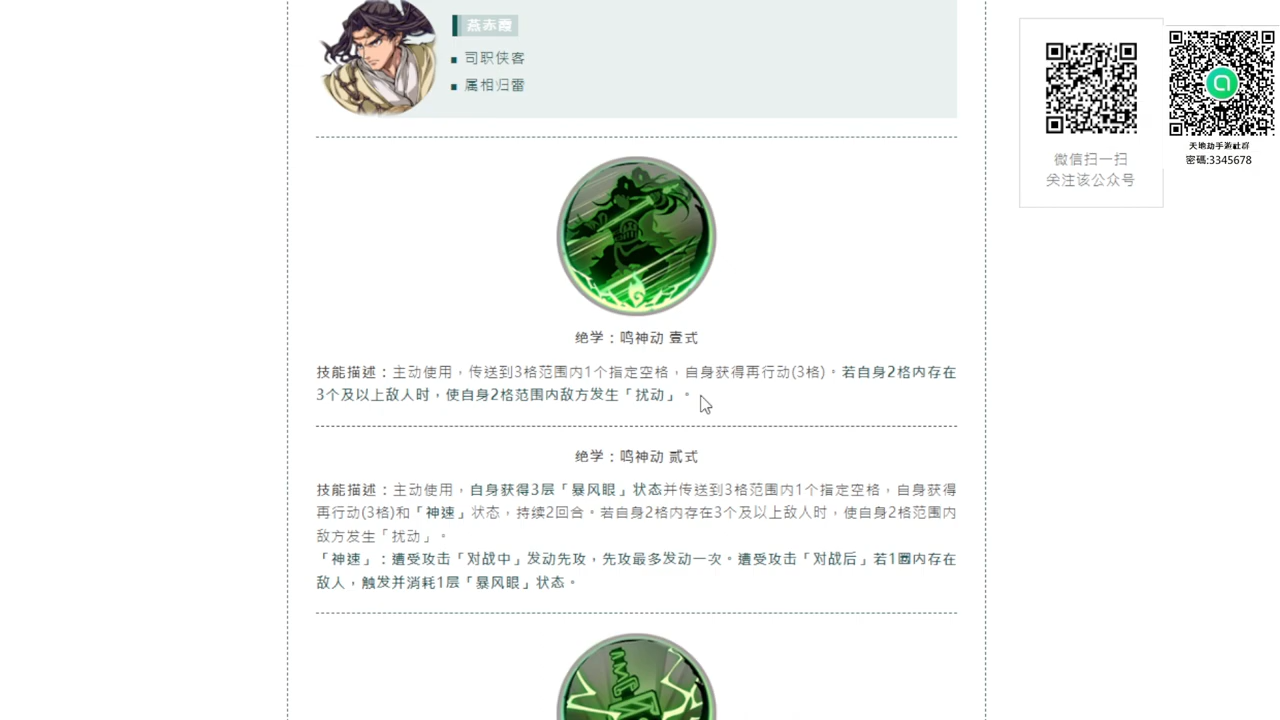 燕赤霞
司职侠客
属相归雷
微信扫一扫
关注该公众号
天地劫手游社群
密碼:3345678
绝学：鸣神动 壹式
技能描述：主动使用，传送到3格范围内1个指定空格，自身获得再行动(3格)。若自身2格内存在
3个及以上敌人时，使自身2格范围内敌方发生「扰动」。
绝学：鸣神动 贰式
技能描述：主动使用，自身获得3层「暴风眼」状态并传送到3格范围内1个指定空格，自身获得
再行动(3格)和「神速」状态，持续2回合。若自身2格内存在3个及以上敌人时，使自身2格范围内
敌方发生「扰动」。
「神速」：遭受攻击「对战中」发动先攻，先攻最多发动一次。遭受攻击「对战后」若1圈内存在
敌人，触发并消耗1层「暴风眼」状态。